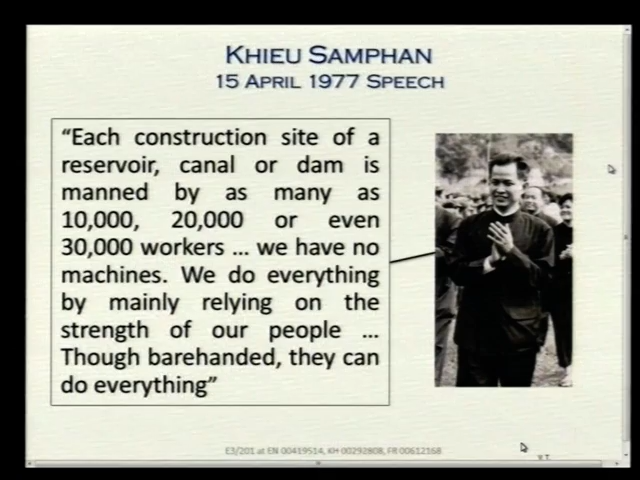 KHIEU SAMPHAN
15 APRIL 1977 SPEECH
“Each construction site of a
reservoir, canal or dam is
manned by as many as
10,000, 20,000 or even
30,000 workers ... we have no
machines. We do everything
by mainly relying on the
strength of our people ...
Though barehanded, they can
do everything”
E3/201 at EN 00419514, KH 00292808, FR 00612168